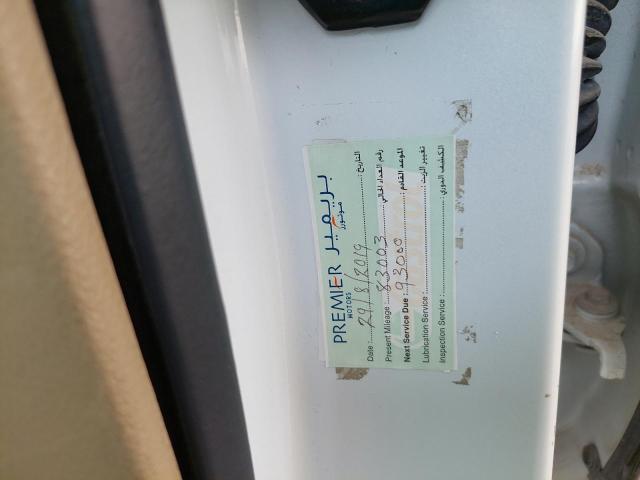 PREMIER بريمير
MOTORS موتورز
Date : 29/8/2019 التاريخ :
Present Mileage : 83003 رقم العداد الحالي :
Next Service Due : 93000 الموعد القادم :
Lubrication Service : تغيير الزيت :
Inspection Service : الكشف الدوري :